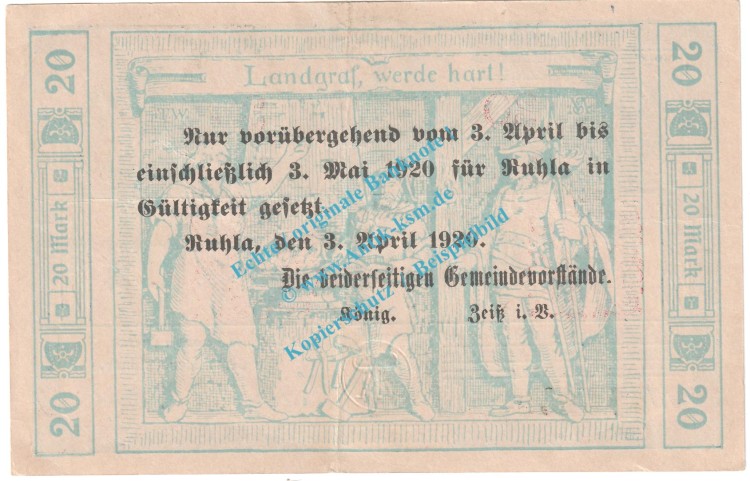 Landgraf, werde hart!
20
20
20 Mark
20 Mark
20
20
Nur vorübergehend vom 3. April bis
einschließlich 3. Mai 1920 für Ruhla in
Gültigkeit gesetzt
Ruhla, den 3. April 1920.
Die beiderseitigen Gemeindevorstände.
König. Zeiß i. V.
Echte originale Banknote
Kopierschutz - Beispielbild